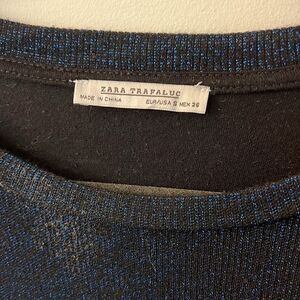 ZARA TRAFALUC
MADE IN CHINA EUR/USA S MEX 26